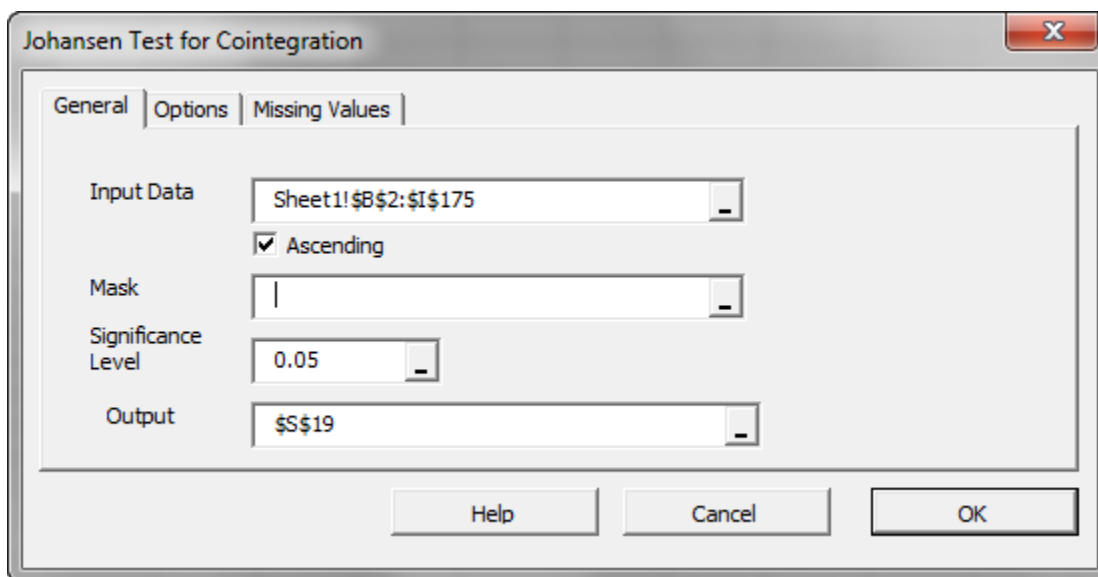 Johansen Test for Cointegration
General Options Missing Values
Input Data Sheet1!$B$2:$I$175
Ascending
Mask
Significance
Level 0.05
Output $S$19
Help Cancel OK